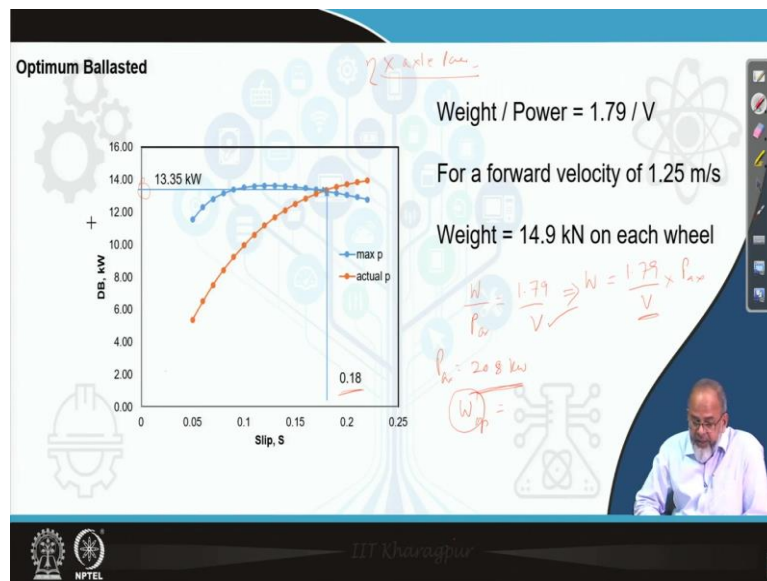 Optimum Ballasted
η x axle
Weight / Power = 1.79 / V
For a forward velocity of 1.25 m/s
Weight = 14.9 kN on each wheel
W / Pa = 1.79 / V ⇒ W = 1.79 / V x Pax
Pa = 20.8 kw
Wop =
16.00
14.00
12.00
10.00
8.00
6.00
4.00
2.00
0.00
DB, kW
13.35 kW
max p
actual p
0.18
0 0.05 0.1 0.15 0.2 0.25
Slip, S
NPTEL
IIT Kharagpur